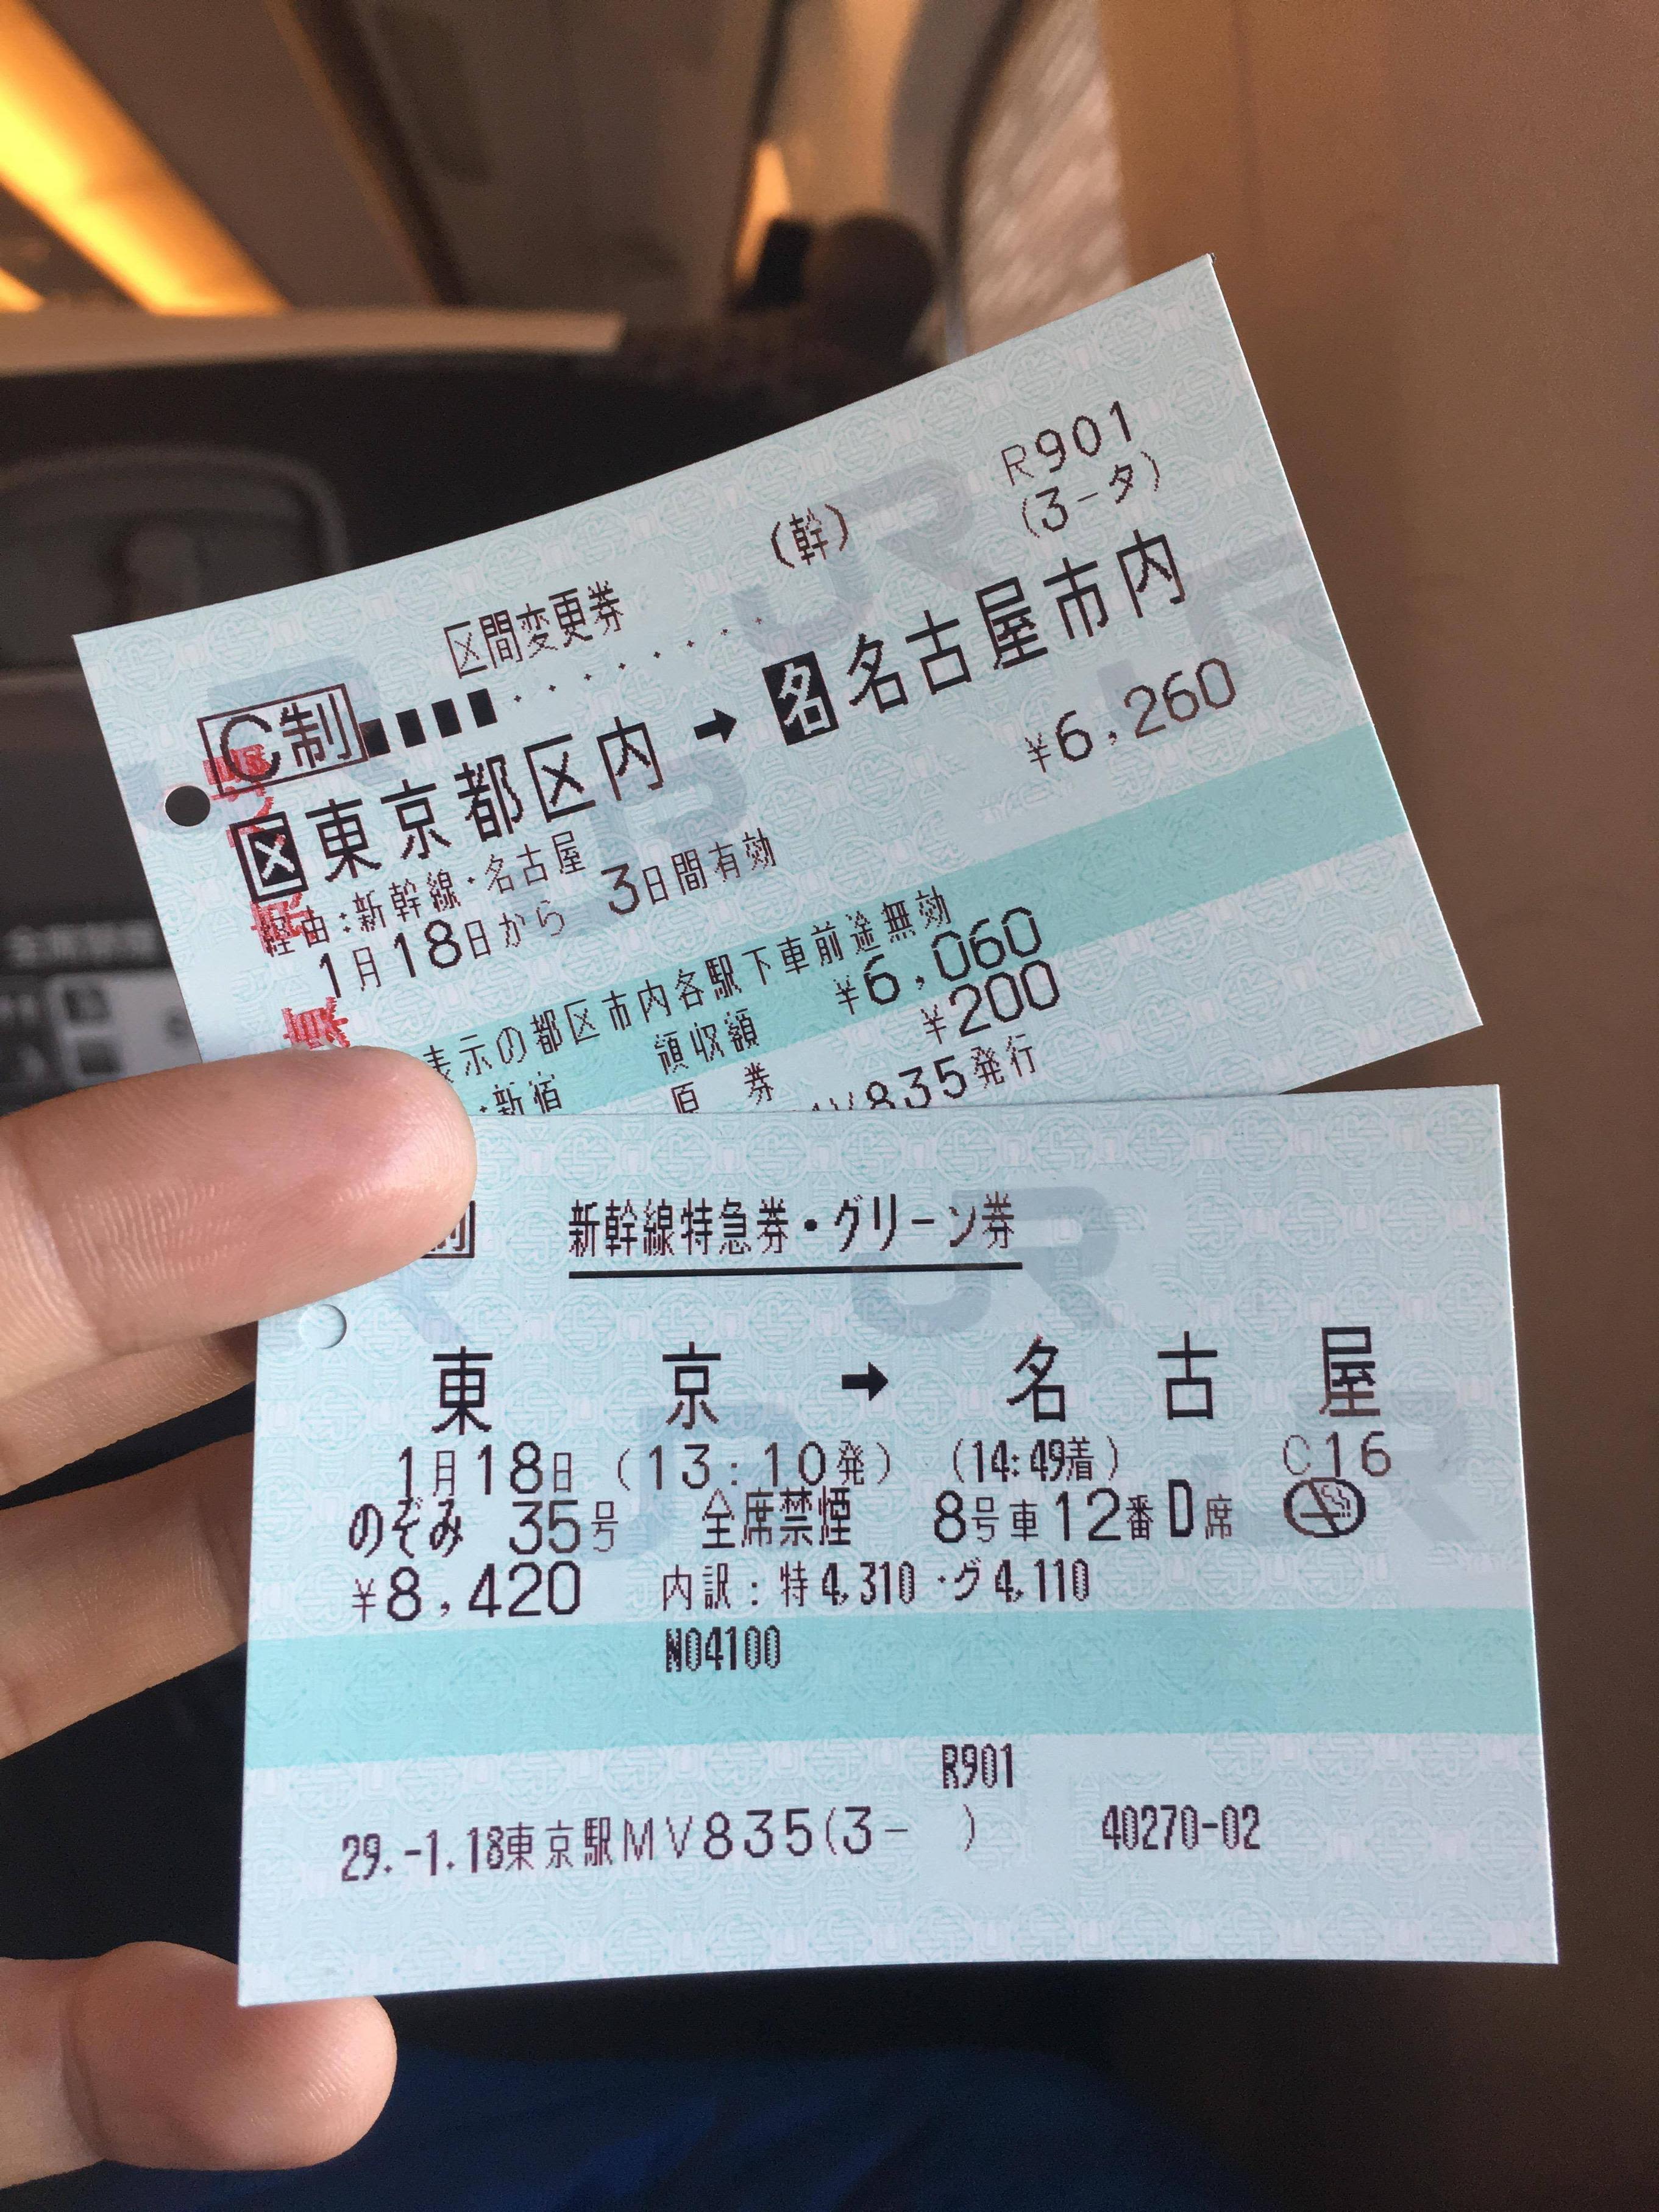 R901
(幹)
(3-タ)
区間変更券
C制
区東京都区内 → 名名古屋市内
経由:新幹線・名古屋
¥6,260
1月18日から 3日間有効
表示の都区市内各駅下車前途無効
:新宿 領収額 ¥6,060
原 券 ¥200
MV835発行
新幹線特急券・グリーン券
東 京 → 名 古 屋
1月18日 (13:10発) (14:49着) C16
のぞみ 35号 全席禁煙 8号車12番D席
¥8,420 内訳:特4,310・グ4,110
N04100
R901
29.-1.18東京駅MV835(3- ) 40270-02
JR